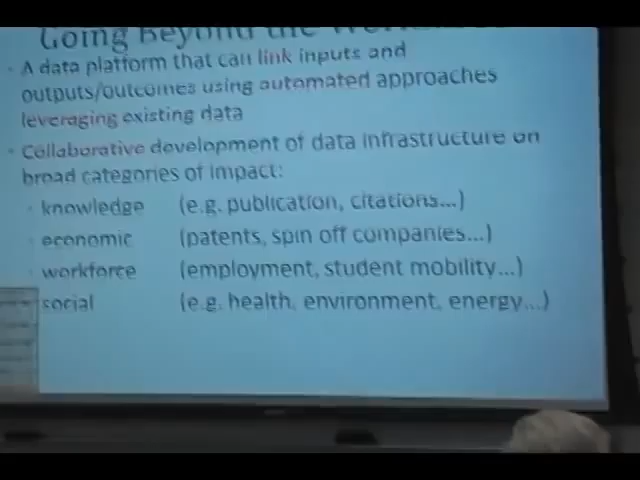 Going Beyond the
• A data platform that can link inputs and
outputs/outcomes using automated approaches
leveraging existing data
• Collaborative development of data infrastructure on
broad categories of impact:
• knowledge (e.g. publication, citations...)
• economic (patents, spin off companies...)
• workforce (employment, student mobility...)
• social (e.g. health, environment, energy...)